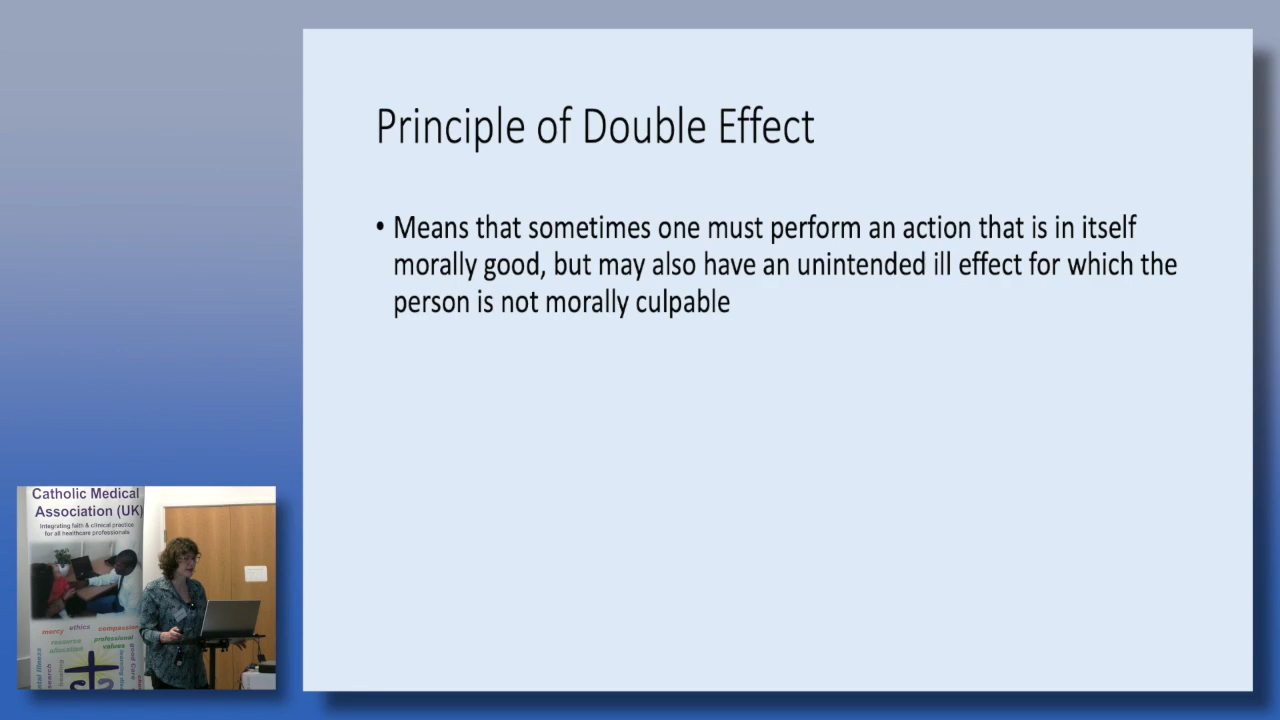 Principle of Double Effect
• Means that sometimes one must perform an action that is in itself
morally good, but may also have an unintended ill effect for which the
person is not morally culpable
Catholic Medical
Association (UK)
Integrating faith & clinical practice
for all healthcare professionals
mercy ethics compassion
resource professional
allocation values